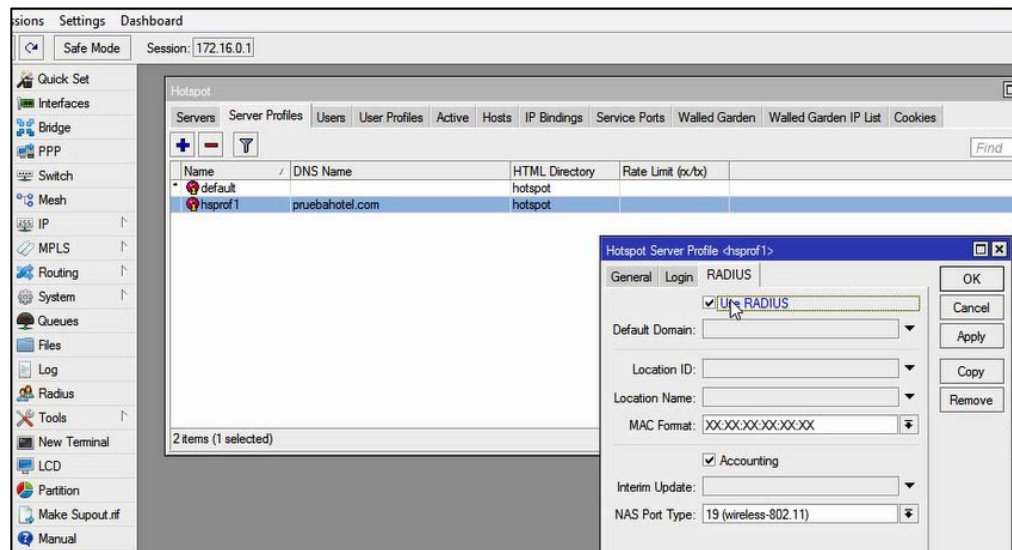 ssions Settings Dashboard
Safe Mode Session: 172.16.0.1
Quick Set
Interfaces
Bridge
PPP
Switch
Mesh
IP
MPLS
Routing
System
Queues
Files
Log
Radius
Tools
New Terminal
LCD
Partition
Make Supout.rif
Manual
Hotspot
Servers Server Profiles Users User Profiles Active Hosts IP Bindings Service Ports Walled Garden Walled Garden IP List Cookies
Find
Name / DNS Name HTML Directory Rate Limit (rx/tx)
* default hotspot
hsprof1 pruebahotel.com hotspot
2 items (1 selected)
Hotspot Server Profile <hsprof1>
General Login RADIUS
Use RADIUS
Default Domain:
Location ID:
Location Name:
MAC Format: XX:XX:XX:XX:XX:XX
Accounting
Interim Update:
NAS Port Type: 19 (wireless-802.11)
OK
Cancel
Apply
Copy
Remove